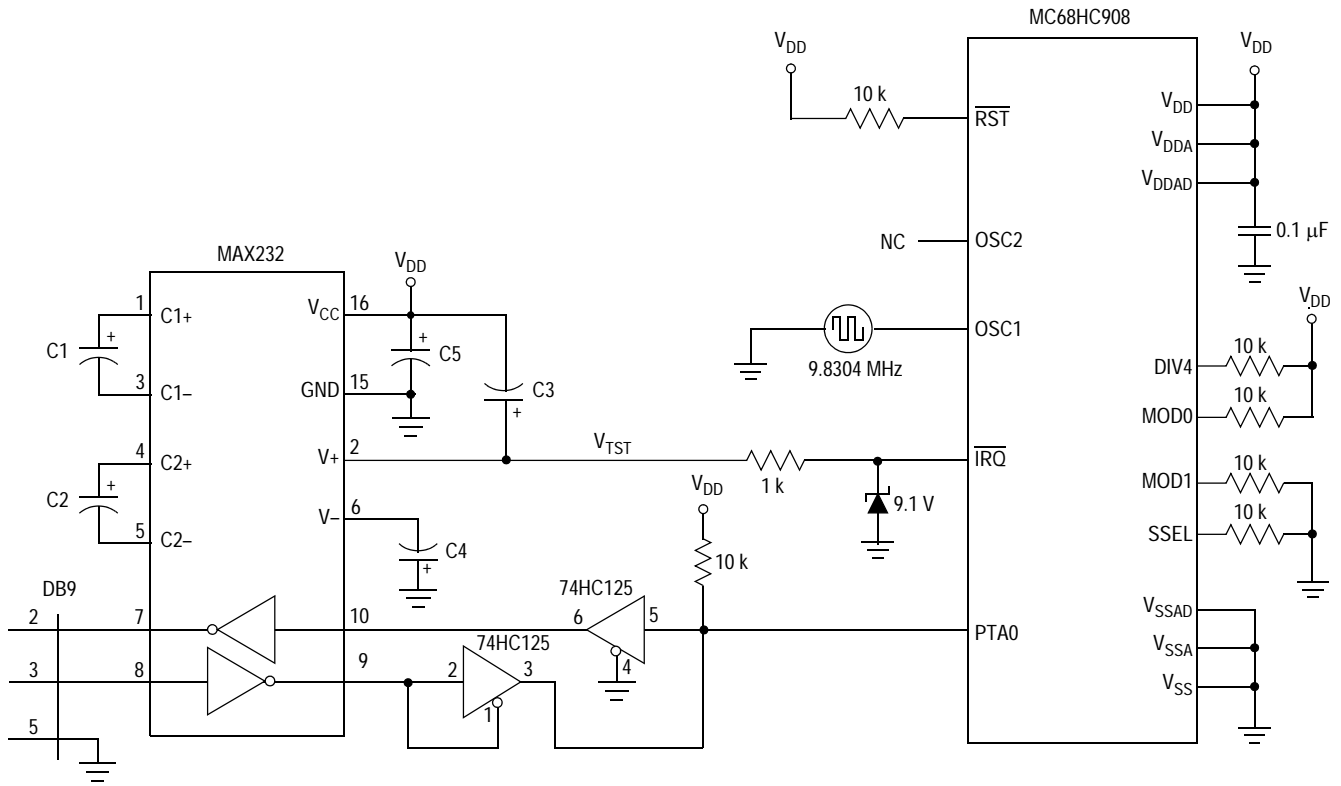 MC68HC908
VDD
VDD
10 k
RST
VDD
VDDA
VDDAD
NC
OSC2
0.1 µF
MAX232
VDD
VDD
1
C1+
VCC
16
C1
+
+
C5
OSC1
9.8304 MHz
3
C1–
GND
15
C3
+
DIV4
10 k
MOD0
10 k
4
C2+
V+
2
VTST
1 k
IRQ
C2
+
VDD
9.1 V
MOD1
10 k
5
C2–
V–
6
C4
+
SSEL
10 k
10 k
DB9
74HC125
2
7
10
6
5
4
PTA0
VSSAD
74HC125
3
8
9
2
3
1
VSSA
VSS
5